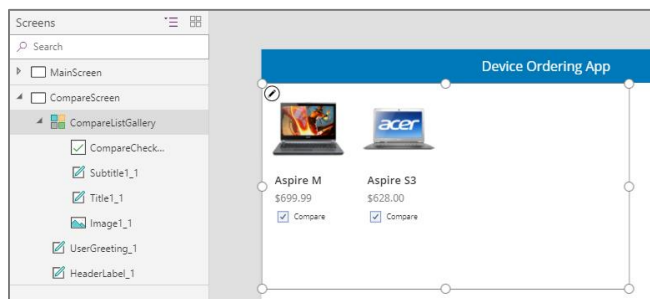 Screens
Search
MainScreen
CompareScreen
CompareListGallery
CompareCheck...
Subtitle1_1
Title1_1
Image1_1
UserGreeting_1
HeaderLabel_1
Device Ordering App
acer
Aspire M
Aspire S3
$699.99
$628.00
Compare
Compare